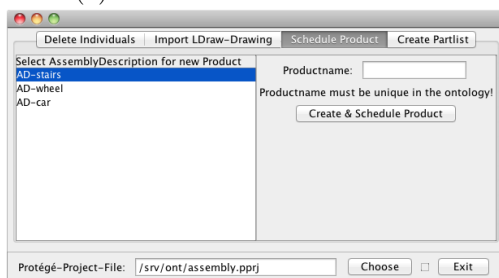 Delete Individuals Import LDraw-Drawing Schedule Product Create Partlist
Select AssemblyDescription for new Product
AD-stairs
AD-wheel
AD-car
Productname:
Productname must be unique in the ontology!
Create & Schedule Product
Protégé-Project-File: /srv/ont/assembly.pprj Choose Exit